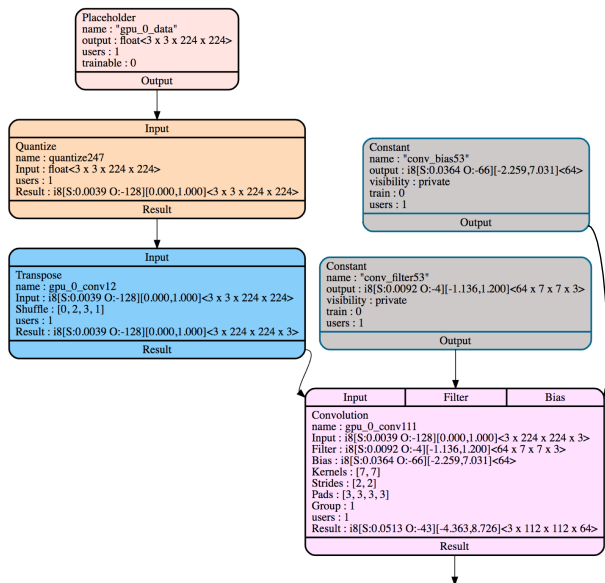 Placeholder
name : "gpu_0_data"
output : float<3 x 3 x 224 x 224>
users : 1
trainable : 0
Output
Input
Quantize
name : quantize247
Input : float<3 x 3 x 224 x 224>
users : 1
Result : i8[S:0.0039 O:-128][0.000,1.000]<3 x 3 x 224 x 224>
Result
Constant
name : "conv_bias53"
output : i8[S:0.0364 O:-66][-2.259,7.031]<64>
visibility : private
train : 0
users : 1
Output
Input
Transpose
name : gpu_0_conv12
Input : i8[S:0.0039 O:-128][0.000,1.000]<3 x 3 x 224 x 224>
Shuffle : [0, 2, 3, 1]
users : 1
Result : i8[S:0.0039 O:-128][0.000,1.000]<3 x 224 x 224 x 3>
Result
Constant
name : "conv_filter53"
output : i8[S:0.0092 O:-4][-1.136,1.200]<64 x 7 x 7 x 3>
visibility : private
train : 0
users : 1
Output
Input Filter Bias
Convolution
name : gpu_0_conv111
Input : i8[S:0.0039 O:-128][0.000,1.000]<3 x 224 x 224 x 3>
Filter : i8[S:0.0092 O:-4][-1.136,1.200]<64 x 7 x 7 x 3>
Bias : i8[S:0.0364 O:-66][-2.259,7.031]<64>
Kernels : [7, 7]
Strides : [2, 2]
Pads : [3, 3, 3, 3]
Group : 1
users : 1
Result : i8[S:0.0513 O:-43][-4.363,8.726]<3 x 112 x 112 x 64>
Result